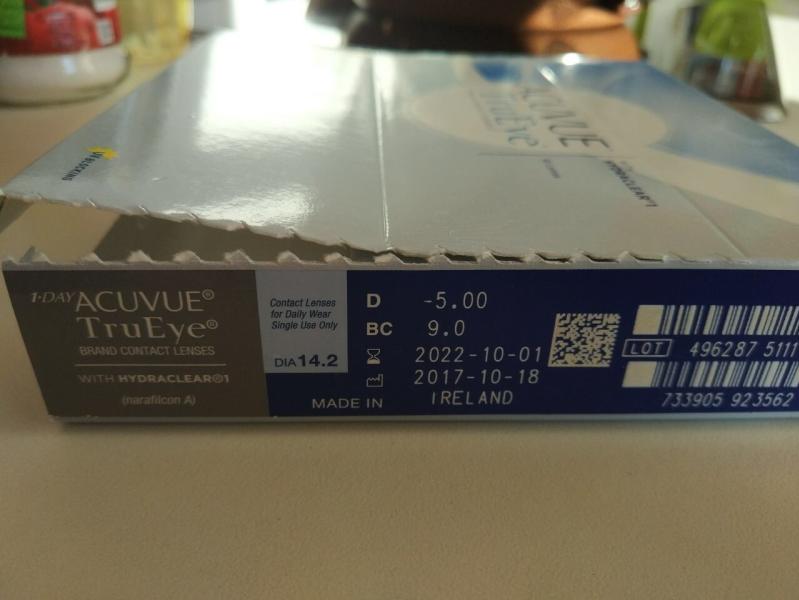 UV BLOCKING
ACUVUE
TruEye
HYDRACLEAR®1
1·DAY ACUVUE®
TruEye®
BRAND CONTACT LENSES
WITH HYDRACLEAR®1
(narafilcon A)
Contact Lenses
for Daily Wear
Single Use Only
DIA 14.2
D -5.00
BC 9.0
2022-10-01
2017-10-18
MADE IN IRELAND
LOT 496287 5111
733905 923562